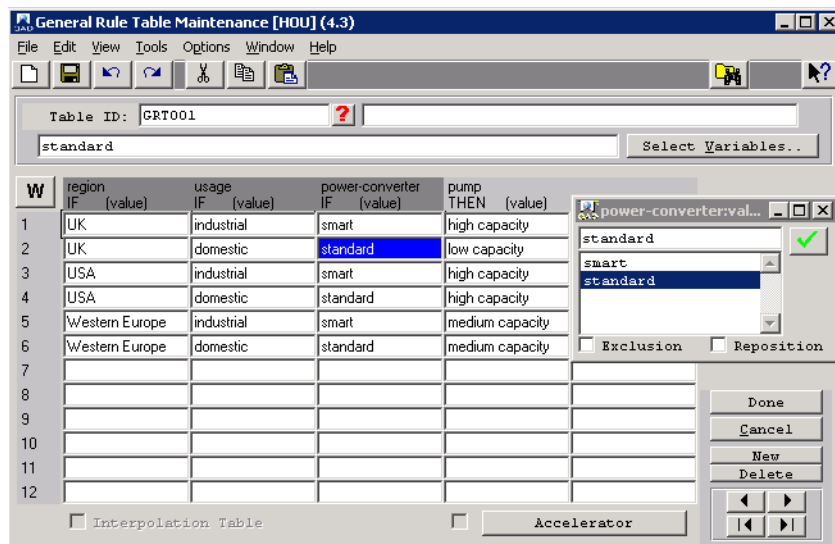 General Rule Table Maintenance [HOU] (4.3)
File Edit View Tools Options Window Help
Table ID: GRT001 ?
standard Select Variables..
W region usage power-converter pump
IF (value) IF (value) IF (value) THEN (value)
1 UK industrial smart high capacity
2 UK domestic standard low capacity
3 USA industrial smart high capacity
4 USA domestic standard high capacity
5 Western Europe industrial smart medium capacity
6 Western Europe domestic standard medium capacity
7
8
9
10
11
12
power-converter:val...
standard
smart
standard
Exclusion Reposition
Done
Cancel
New
Delete
Interpolation Table Accelerator